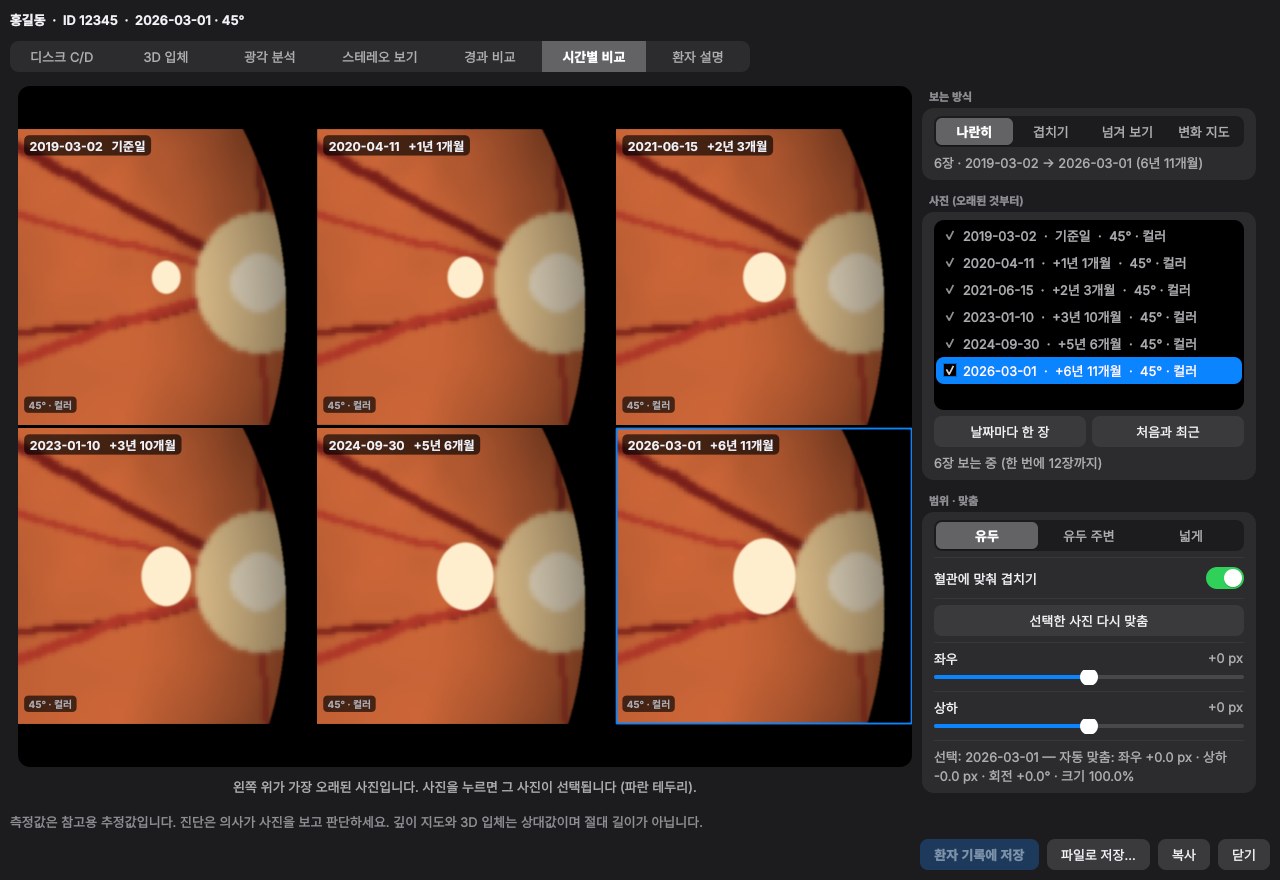 홍길동 · ID 12345 · 2026-03-01 · 45°
디스크 C/D
3D 입체
광각 분석
스테레오 보기
경과 비교
시간별 비교
환자 설명
2019-03-02 기준일
45° · 컬러
2020-04-11 +1년 1개월
45° · 컬러
2021-06-15 +2년 3개월
45° · 컬러
2023-01-10 +3년 10개월
45° · 컬러
2024-09-30 +5년 6개월
45° · 컬러
2026-03-01 +6년 11개월
45° · 컬러
왼쪽 위가 가장 오래된 사진입니다. 사진을 누르면 그 사진이 선택됩니다 (파란 테두리).
보는 방식
나란히
겹치기
넘겨 보기
변화 지도
6장 · 2019-03-02 → 2026-03-01 (6년 11개월)
사진 (오래된 것부터)
✓ 2019-03-02 · 기준일 · 45° · 컬러
✓ 2020-04-11 · +1년 1개월 · 45° · 컬러
✓ 2021-06-15 · +2년 3개월 · 45° · 컬러
✓ 2023-01-10 · +3년 10개월 · 45° · 컬러
✓ 2024-09-30 · +5년 6개월 · 45° · 컬러
✓ 2026-03-01 · +6년 11개월 · 45° · 컬러
날짜마다 한 장
처음과 최근
6장 보는 중 (한 번에 12장까지)
범위 · 맞춤
유두
유두 주변
넓게
혈관에 맞춰 겹치기
선택한 사진 다시 맞춤
좌우 +0 px
상하 +0 px
선택: 2026-03-01 — 자동 맞춤: 좌우 +0.0 px · 상하
-0.0 px · 회전 +0.0° · 크기 100.0%
측정값은 참고용 추정값입니다. 진단은 의사가 사진을 보고 판단하세요. 깊이 지도와 3D 입체는 상대값이며 절대 길이가 아닙니다.
환자 기록에 저장
파일로 저장...
복사
닫기